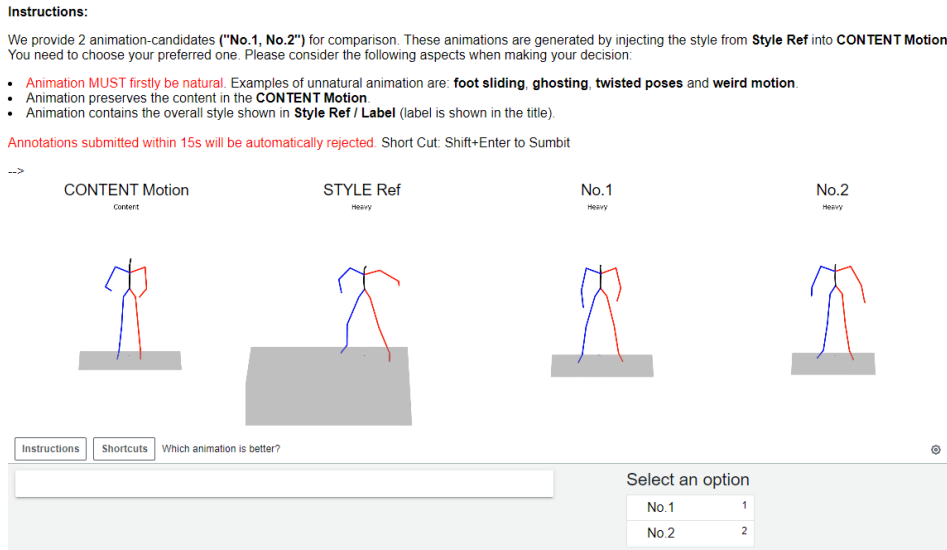 Instructions:
We provide 2 animation-candidates ("No.1, No.2") for comparison. These animations are generated by injecting the style from Style Ref into CONTENT Motion
You need to choose your preferred one. Please consider the following aspects when making your decision:
• Animation MUST firstly be natural. Examples of unnatural animation are: foot sliding, ghosting, twisted poses and weird motion.
• Animation preserves the content in the CONTENT Motion.
• Animation contains the overall style shown in Style Ref / Label (label is shown in the title).
Annotations submitted within 15s will be automatically rejected. Short Cut: Shift+Enter to Sumbit
-->
CONTENT Motion STYLE Ref No.1 No.2
Content Heavy Heavy Heavy
Instructions Shortcuts Which animation is better?
Select an option
No.1 1
No.2 2